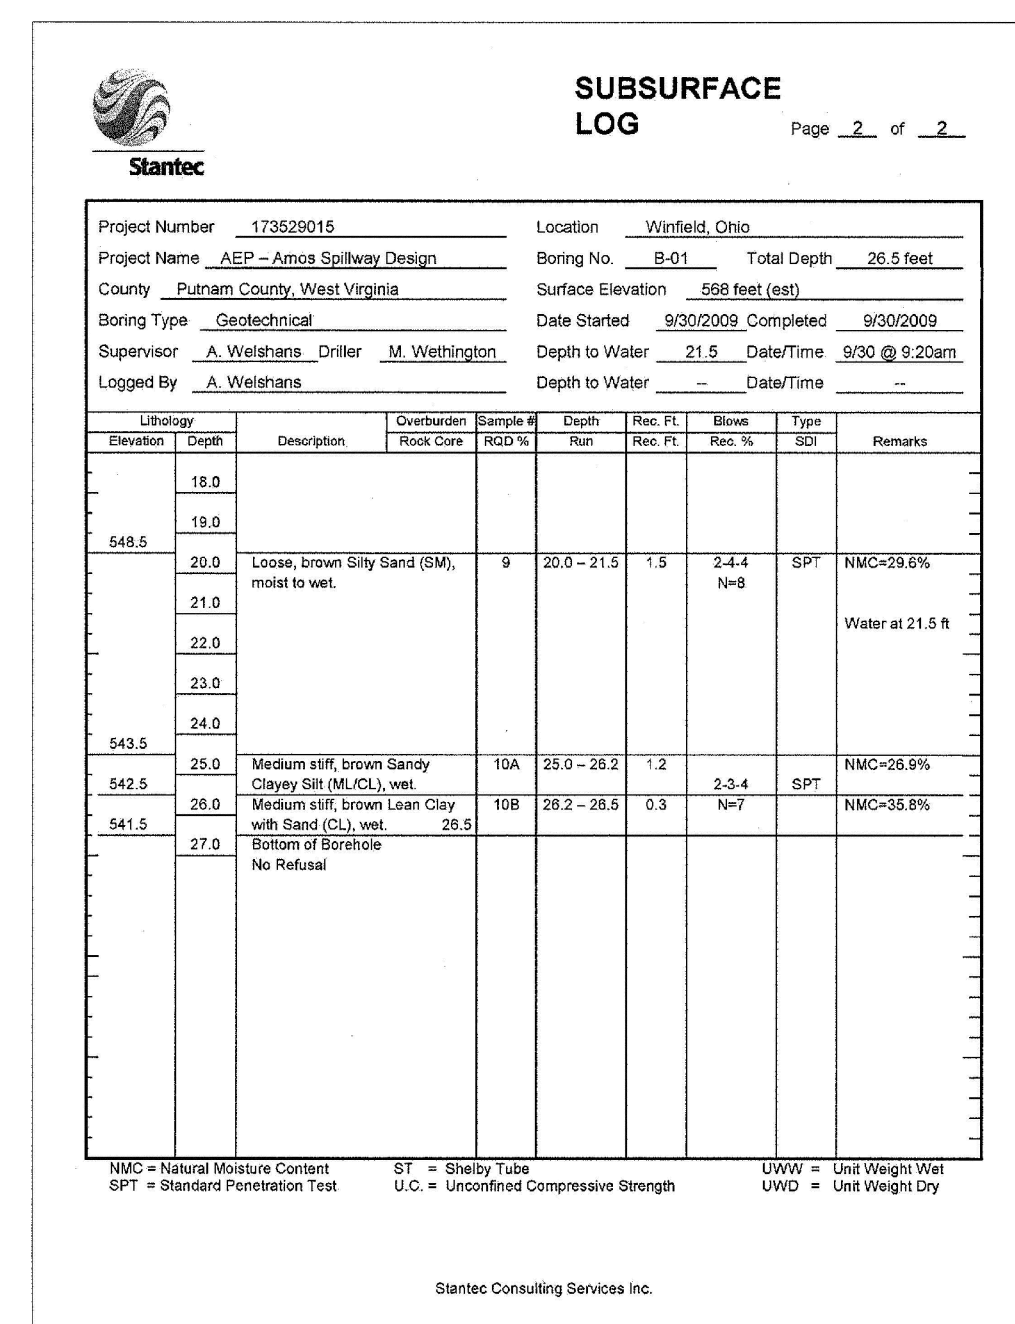 Stantec
SUBSURFACE
LOG
Page 2 of 2
Project Number 173529015 Location Winfield, Ohio
Project Name AEP – Amos Spillway Design Boring No. B-01 Total Depth 26.5 feet
County Putnam County, West Virginia Surface Elevation 568 feet (est)
Boring Type Geotechnical Date Started 9/30/2009 Completed 9/30/2009
Supervisor A. Welshans Driller M. Wethington Depth to Water 21.5 Date/Time 9/30 @ 9:20am
Logged By A. Welshans Depth to Water -- Date/Time --
Lithology Overburden Sample # Depth Rec. Ft. Blows Type
Elevation Depth Description Rock Core RQD % Run Rec. Ft. Rec. % SDI Remarks
18.0
19.0
548.5
20.0 Loose, brown Silty Sand (SM), 9 20.0 – 21.5 1.5 2-4-4 SPT NMC=29.6%
moist to wet. N=8
21.0
Water at 21.5 ft
22.0
23.0
24.0
543.5
25.0 Medium stiff, brown Sandy 10A 25.0 – 26.2 1.2 NMC=26.9%
542.5 Clayey Silt (ML/CL), wet. 2-3-4 SPT
26.0 Medium stiff, brown Lean Clay 10B 26.2 – 26.5 0.3 N=7 NMC=35.8%
541.5 with Sand (CL), wet. 26.5
27.0 Bottom of Borehole
No Refusal
NMC = Natural Moisture Content ST = Shelby Tube UWW = Unit Weight Wet
SPT = Standard Penetration Test U.C. = Unconfined Compressive Strength UWD = Unit Weight Dry
Stantec Consulting Services Inc.